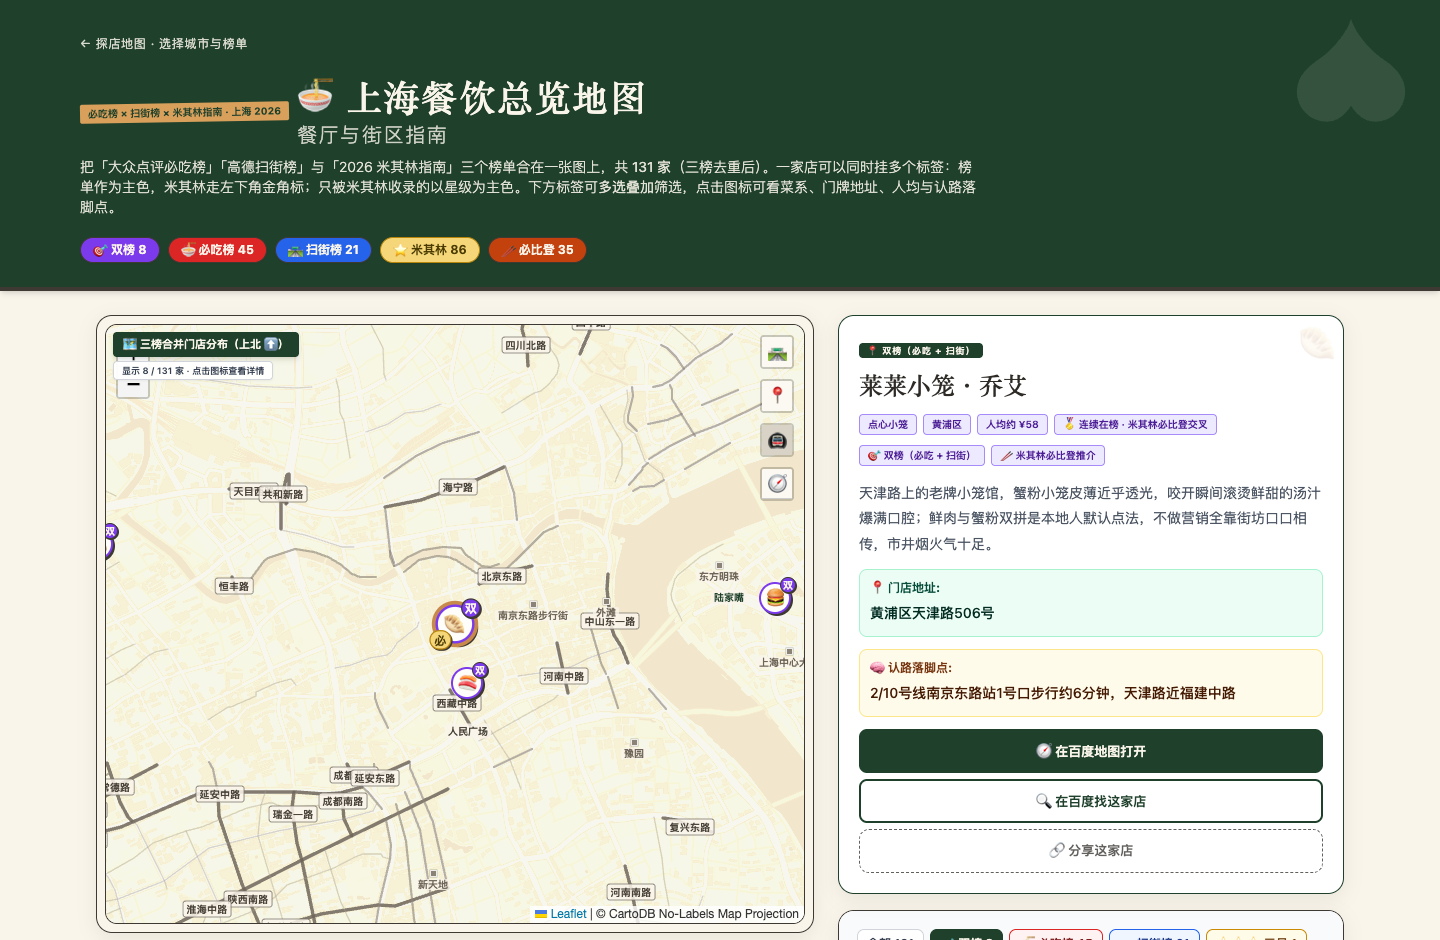 ← 探店地图 · 选择城市与榜单
必吃榜 × 扫街榜 × 米其林指南 · 上海 2026
上海餐饮总览地图
餐厅与街区指南
把「大众点评必吃榜」「高德扫街榜」与「2026 米其林指南」三个榜单合在一张图上，共 131 家（三榜去重后）。一家店可以同时挂多个标签：榜
单作为主色，米其林走左下角金角标；只被米其林收录的以星级为主色。下方标签可多选叠加筛选，点击图标可看菜系、门牌地址、人均与认路落
脚点。
双榜 8
必吃榜 45
扫街榜 21
米其林 86
必比登 35
三榜合并门店分布（上北 ⬆）
显示 8 / 131 家 · 点击图标查看详情
−
四川北路
共和新路
海宁路
双
恒丰路
北京东路
东方明珠
陆家嘴
双
南京东路步行街
外滩
中山东一路
双
必
双
河南中路
西藏中路
人民广场
豫园
延安东路
延安中路
成都南路
瑞金一路
复兴东路
新天地
陕西南路
淮海中路
河南南路
Leaflet | © CartoDB No-Labels Map Projection
双榜（必吃 + 扫街）
莱莱小笼 · 乔艾
点心小笼
黄浦区
人均约 ¥58
连续在榜 · 米其林必比登交叉
双榜（必吃 + 扫街）
米其林必比登推介
天津路上的老牌小笼馆，蟹粉小笼皮薄近乎透光，咬开瞬间滚烫鲜甜的汤汁
爆满口腔；鲜肉与蟹粉双拼是本地人默认点法，不做营销全靠街坊口口相
传，市井烟火气十足。
门店地址:
黄浦区天津路506号
认路落脚点:
2/10号线南京东路站1号口步行约6分钟，天津路近福建中路
在百度地图打开
在百度找这家店
分享这家店